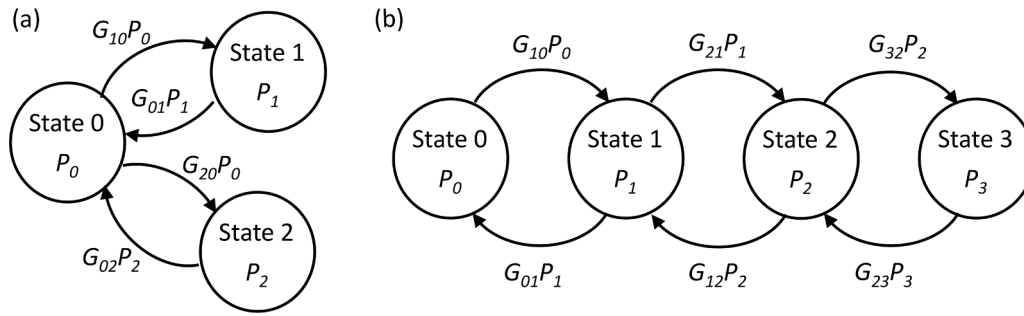 (a)
G10P0
State 1
P1
G01P1
State 0
P0
G20P0
State 2
P2
G02P2
(b)
G10P0
G21P1
G32P2
State 0
P0
State 1
P1
State 2
P2
State 3
P3
G01P1
G12P2
G23P3